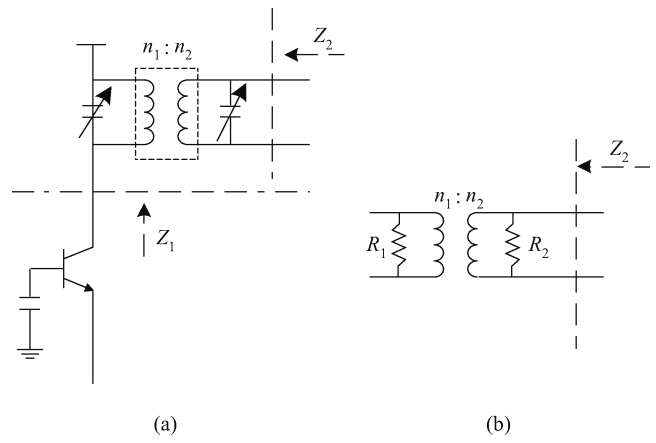 n₁ : n₂
Z₂
Z₁
(a)
Z₂
n₁ : n₂
R₁
R₂
(b)